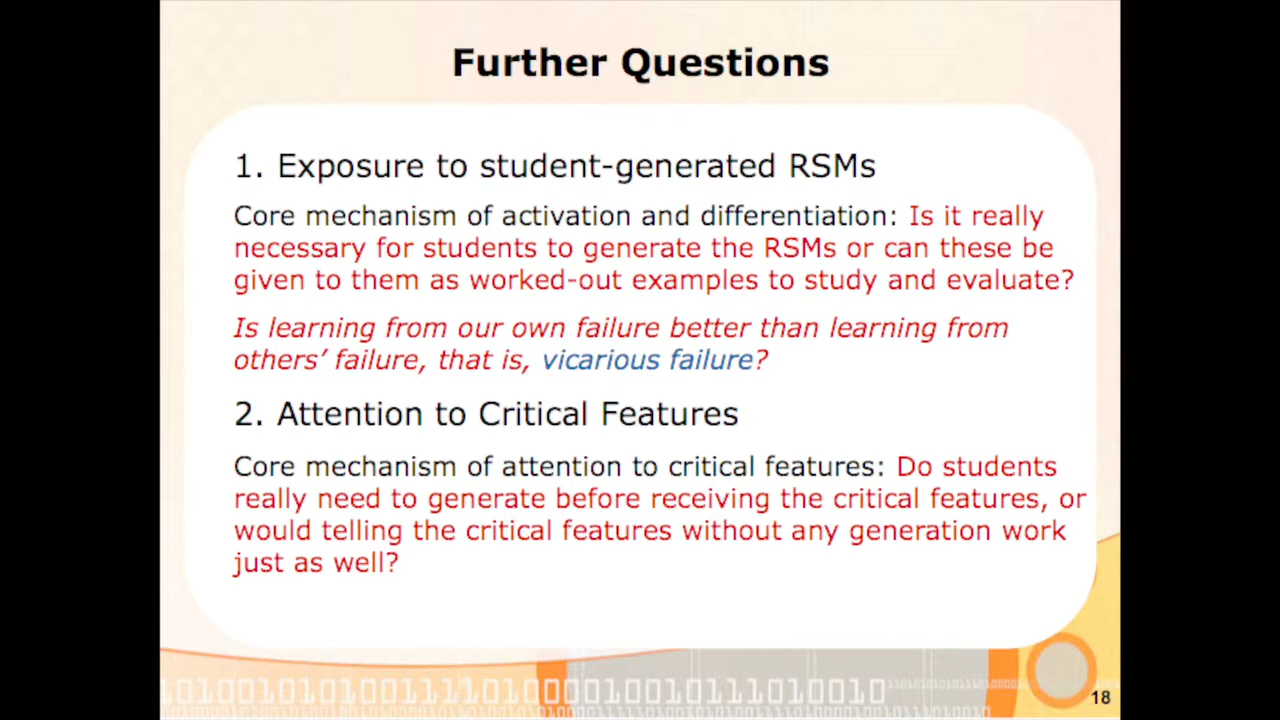 Further Questions
1. Exposure to student-generated RSMs
Core mechanism of activation and differentiation: Is it really
necessary for students to generate the RSMs or can these be
given to them as worked-out examples to study and evaluate?
Is learning from our own failure better than learning from
others’ failure, that is, vicarious failure?
2. Attention to Critical Features
Core mechanism of attention to critical features: Do students
really need to generate before receiving the critical features, or
would telling the critical features without any generation work
just as well?
18